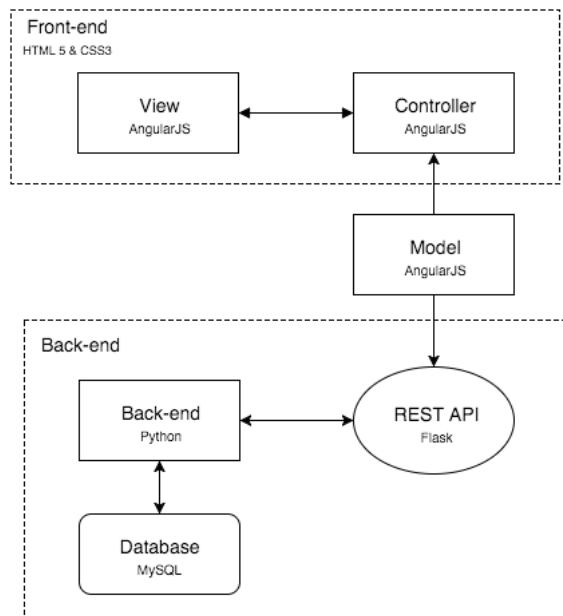 Front-end
HTML 5 & CSS3
View
AngularJS
Controller
AngularJS
Model
AngularJS
Back-end
Back-end
Python
REST API
Flask
Database
MySQL